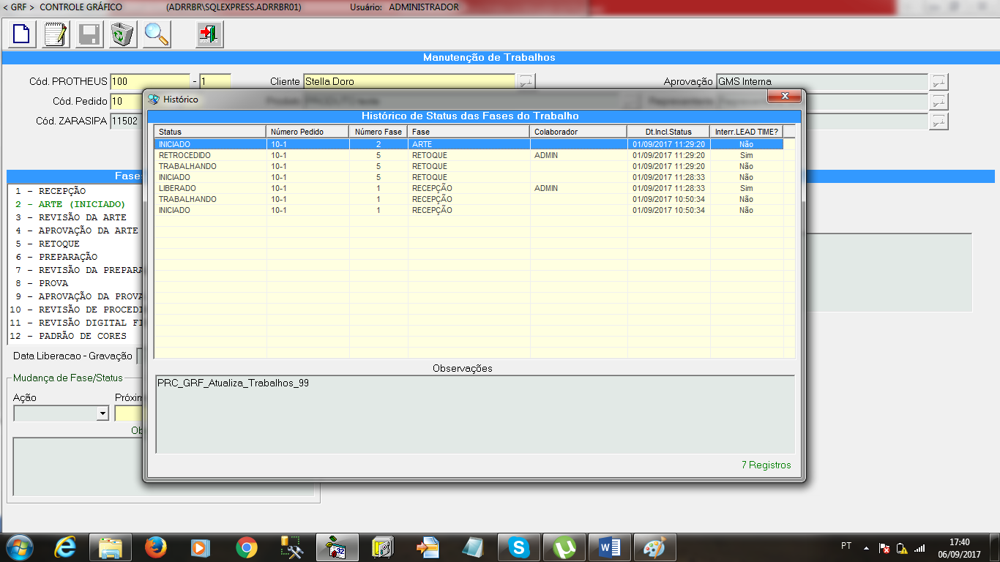 < GRF > CONTROLE GRÁFICO (ADRRBR\SQLEXPRESS.ADRRBR01) Usuário: ADMINISTRADOR
Manutenção de Trabalhos
Cód. PROTHEUS 100 - 1 Cliente Stella Doro Aprovação GMS Interna
Cód. Pedido 10
Cód. ZARASIPA 11502
Histórico
Histórico de Status das Fases do Trabalho
Status Número Pedido Número Fase Fase Colaborador Dt.Incl.Status Interr.LEAD TIME?
INICIADO 10-1 2 ARTE 01/09/2017 11:29:20 Não
RETROCEDIDO 10-1 5 RETOQUE ADMIN 01/09/2017 11:29:20 Sim
TRABALHANDO 10-1 5 RETOQUE 01/09/2017 11:29:20 Não
INICIADO 10-1 5 RETOQUE 01/09/2017 11:28:33 Não
LIBERADO 10-1 1 RECEPÇÃO ADMIN 01/09/2017 11:28:33 Sim
TRABALHANDO 10-1 1 RECEPÇÃO 01/09/2017 10:50:34 Não
INICIADO 10-1 1 RECEPÇÃO 01/09/2017 10:50:34 Não
Observações
PRC_GRF_Atualiza_Trabalhos_99
7 Registros
Fase
1 - RECEPÇÃO
2 - ARTE (INICIADO)
3 - REVISÃO DA ARTE
4 - APROVAÇÃO DA ARTE
5 - RETOQUE
6 - PREPARAÇÃO
7 - REVISÃO DA PREPARA
8 - PROVA
9 - APROVAÇÃO DA PROVA
10 - REVISÃO DE PROCEDI
11 - REVISÃO DIGITAL FI
12 - PADRÃO DE CORES
Data Liberacao - Gravação
Mudança de Fase/Status
Ação Próxim
Ob
PT 17:40
06/09/2017